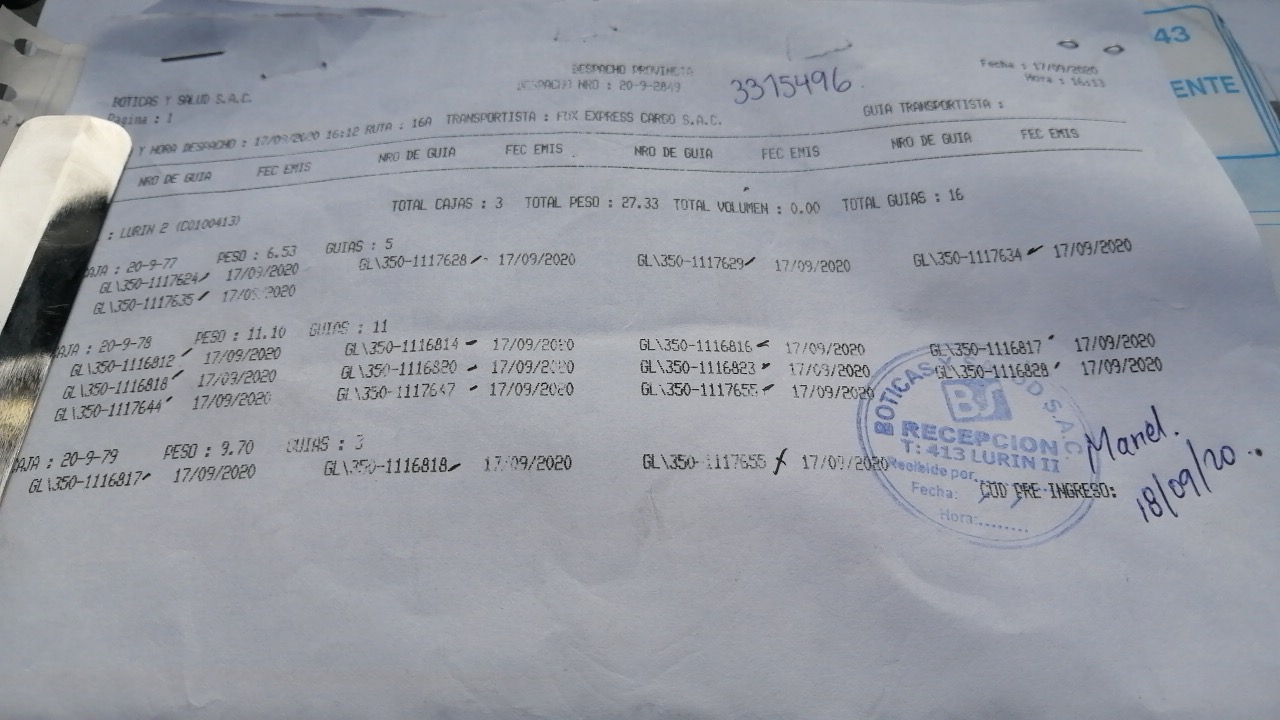 43
ENTE
DESPACHO PROVINCIA
DESPACHO NRO : 20-9-2849
3315496
Fecha : 17/09/2020
Hora : 16:13
BOTICAS Y SALUD S.A.C.
Pagina : 1
GUIA TRANSPORTISTA :
Y HORA DESPACHO : 17/09/2020 16:12 RUTA : 16A TRANSPORTISTA : FOX EXPRESS CARGO S.A.C.
NRO DE GUIA FEC EMIS NRO DE GUIA FEC EMIS NRO DE GUIA FEC EMIS NRO DE GUIA FEC EMIS
TOTAL CAJAS : 3 TOTAL PESO : 27.33 TOTAL VOLUMEN : 0.00 TOTAL GUIAS : 16
: LURIN 2 (C0100413)
AJA : 20-9-77 PESO : 6.53 GUIAS : 5
GL\350-1117624 17/09/2020 GL\350-1117628 17/09/2020 GL\350-1117629 17/09/2020 GL\350-1117634 17/09/2020
GL\350-1117635 17/09/2020
AJA : 20-9-78 PESO : 11.10 GUIAS : 11
GL\350-1116812 17/09/2020 GL\350-1116814 17/09/2020 GL\350-1116816 17/09/2020 GL\350-1116817 17/09/2020
GL\350-1116818 17/09/2020 GL\350-1116820 17/09/2020 GL\350-1116823 17/09/2020 GL\350-1116828 17/09/2020
GL\350-1117644 17/09/2020 GL\350-1117647 17/09/2020 GL\350-1117655 17/09/2020
AJA : 20-9-79 PESO : 9.70 GUIAS : 3
GL\350-1116817 17/09/2020 GL\350-1116818 17/09/2020 GL\350-1117655 17/09/2020
COD PRE INGRESO:
BOTICAS Y SALUD S.A.C
BS
RECEPCION
T: 413 LURIN II
Recibido por
Fecha:
Hora:........
Manel.
18/09/20